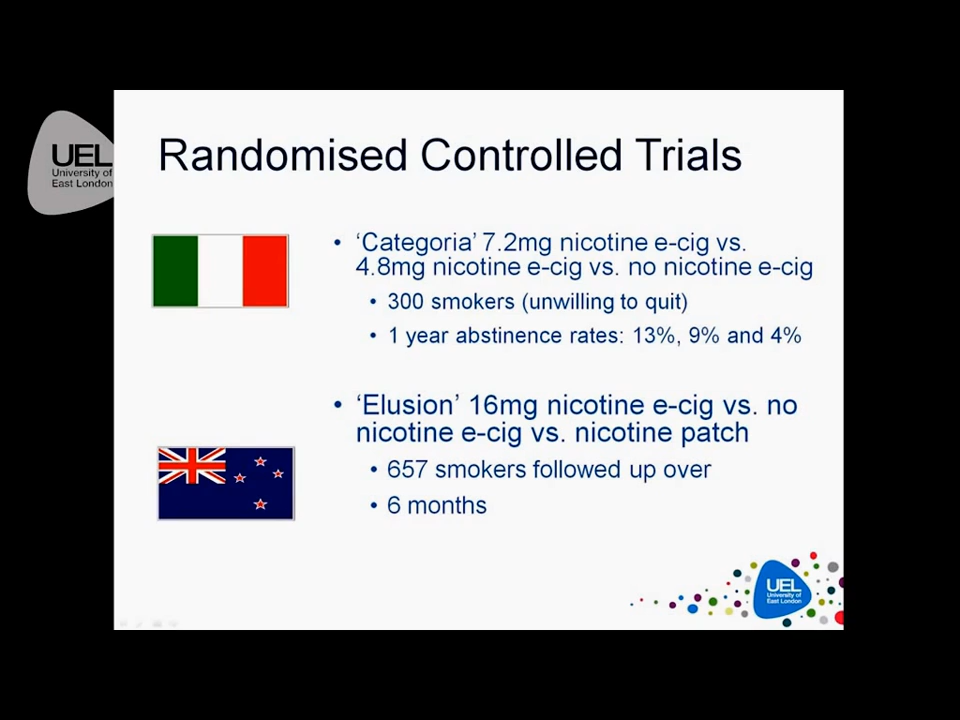 UEL
University of
East London
Randomised Controlled Trials
• ‘Categoria’ 7.2mg nicotine e-cig vs.
4.8mg nicotine e-cig vs. no nicotine e-cig
• 300 smokers (unwilling to quit)
• 1 year abstinence rates: 13%, 9% and 4%
• ‘Elusion’ 16mg nicotine e-cig vs. no
nicotine e-cig vs. nicotine patch
• 657 smokers followed up over
• 6 months
UEL
University of
East London